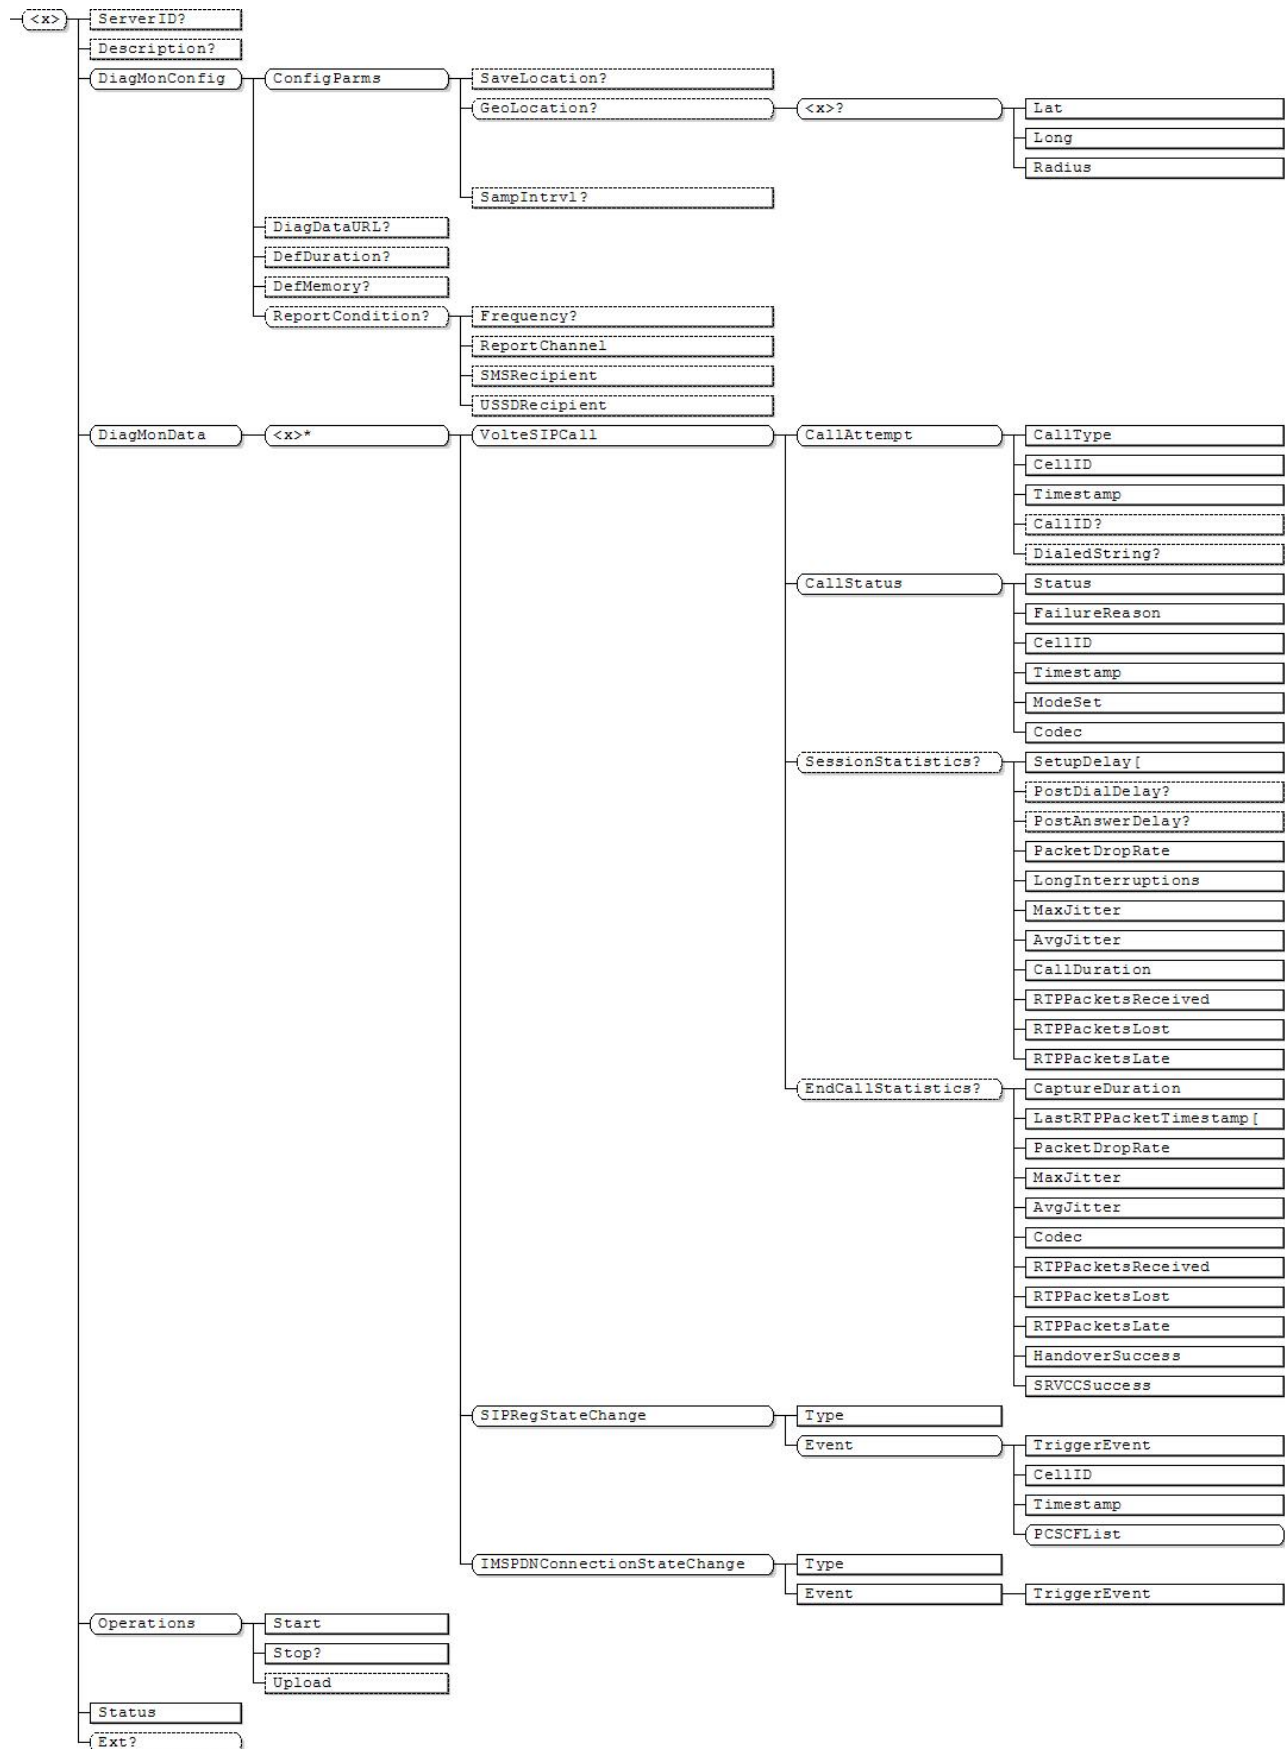 <x> ServerID?
Description?
DiagMonConfig ConfigParms SaveLocation?
GeoLocation? <x>? Lat
Long
Radius
SampIntrvl?
DiagDataURL?
DefDuration?
DefMemory?
ReportCondition? Frequency?
ReportChannel
SMSRecipient
USSDRecipient
DiagMonData <x>* VolteSIPCall CallAttempt CallType
CellID
Timestamp
CallID?
DialedString?
CallStatus Status
FailureReason
CellID
Timestamp
ModeSet
Codec
SessionStatistics? SetupDelay[
PostDialDelay?
PostAnswerDelay?
PacketDropRate
LongInterruptions
MaxJitter
AvgJitter
CallDuration
RTPPacketsReceived
RTPPacketsLost
RTPPacketsLate
EndCallStatistics? CaptureDuration
LastRTPPacketTimestamp[
PacketDropRate
MaxJitter
AvgJitter
Codec
RTPPacketsReceived
RTPPacketsLost
RTPPacketsLate
HandoverSuccess
SRVCCSuccess
SIPRegStateChange Type
Event TriggerEvent
CellID
Timestamp
PCSCFList
IMSPDNConnectionStateChange Type
Event TriggerEvent
Operations Start
Stop?
Upload
Status
Ext?